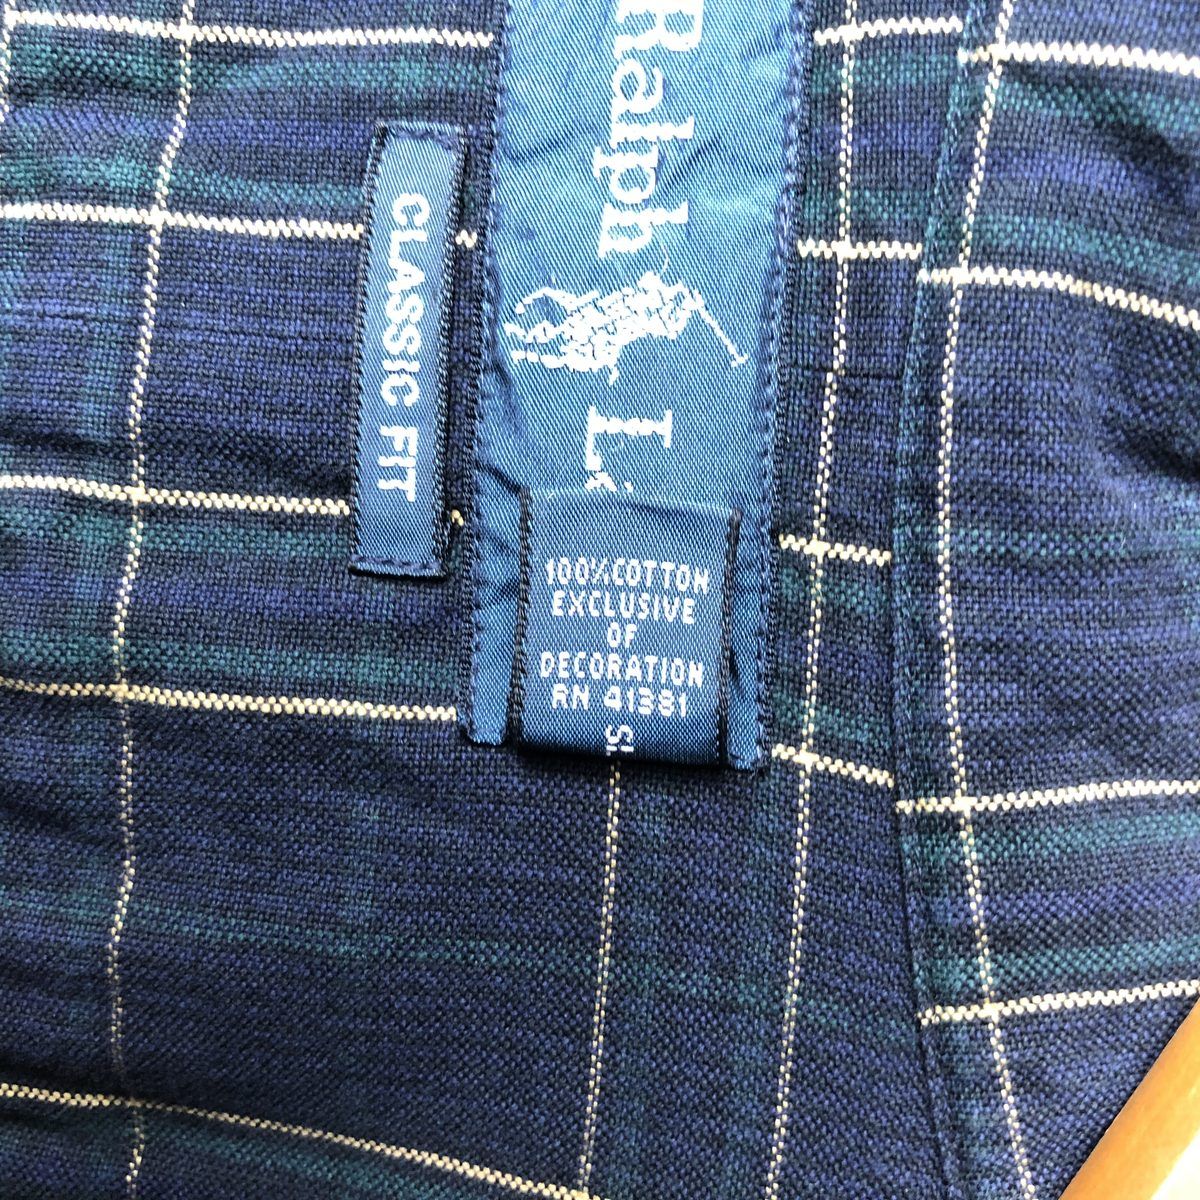 Ralph
CLASSIC FIT
100%COTTON
EXCLUSIVE
OF
DECORATION
RN 41381